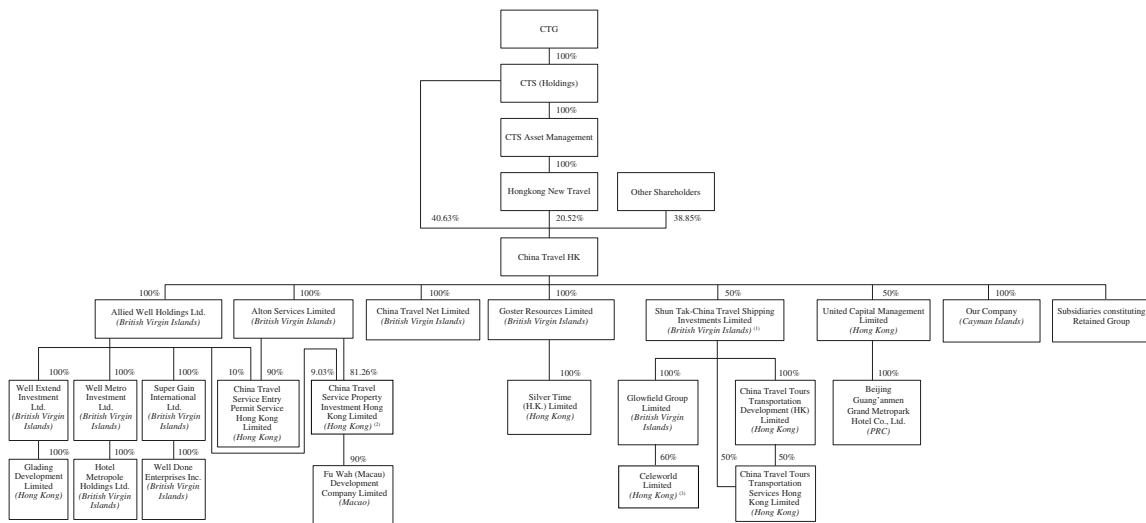 CTG
100%
CTS (Holdings)
100%
CTS Asset Management
100%
Hongkong New Travel
Other Shareholders
40.63%
20.52%
38.85%
China Travel HK
100%
100%
100%
100%
50%
50%
100%
Allied Well Holdings Ltd.
(British Virgin Islands)
Alton Services Limited
(British Virgin Islands)
China Travel Net Limited
(British Virgin Islands)
Goster Resources Limited
(British Virgin Islands)
Shun Tak-China Travel Shipping
Investments Limited
(British Virgin Islands) (1)
United Capital Management
Limited
(Hong Kong)
Our Company
(Cayman Islands)
Subsidiaries constituting
Retained Group
100%
100%
100%
10%
90%
9.03%
81.26%
100%
100%
100%
100%
Well Extend
Investment
Ltd.
(British Virgin
Islands)
Well Metro
Investment
Ltd.
(British Virgin
Islands)
Super Gain
International
Ltd.
(British Virgin
Islands)
China Travel
Service Entry
Permit Service
Hong Kong
Limited
(Hong Kong)
China Travel
Service Property
Investment Hong
Kong Limited
(Hong Kong) (2)
Silver Time
(H.K.) Limited
(Hong Kong)
Glowfield Group
Limited
(British Virgin
Islands)
China Travel Tours
Transportation
Development (HK)
Limited
(Hong Kong)
Beijing
Guang'anmen
Grand Metropark
Hotel Co., Ltd.
(PRC)
100%
100%
100%
90%
60%
50%
50%
Glading
Development
Limited
(Hong Kong)
Hotel
Metropole
Holdings Ltd.
(British Virgin
Islands)
Well Done
Enterprises Inc.
(British Virgin
Islands)
Fu Wah (Macau)
Development
Company Limited
(Macao)
Celeworld
Limited
(Hong Kong) (3)
China Travel Tours
Transportation
Services Hong
Kong Limited
(Hong Kong)